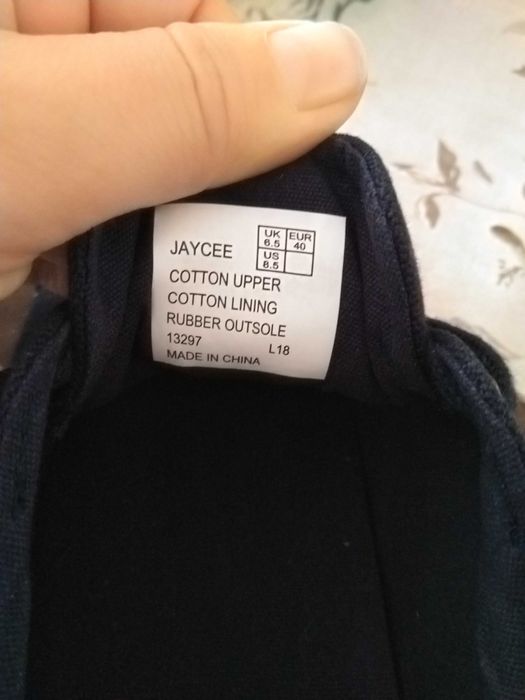 JAYCEE
UK EUR
6.5 40
US
8.5
COTTON UPPER
COTTON LINING
RUBBER OUTSOLE
13297 L18
MADE IN CHINA